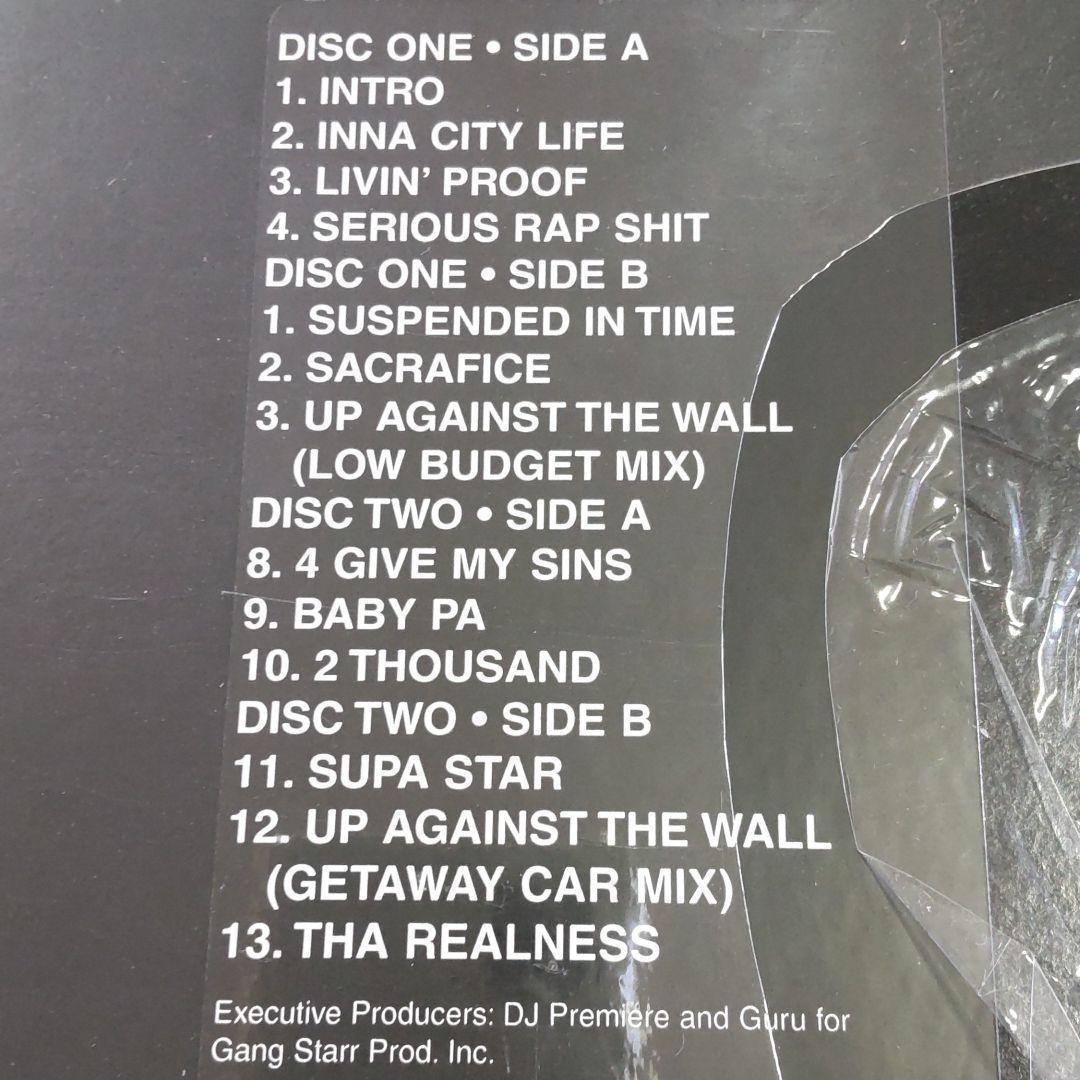 DISC ONE • SIDE A
1. INTRO
2. INNA CITY LIFE
3. LIVIN' PROOF
4. SERIOUS RAP SHIT
DISC ONE • SIDE B
1. SUSPENDED IN TIME
2. SACRAFICE
3. UP AGAINST THE WALL
(LOW BUDGET MIX)
DISC TWO • SIDE A
8. 4 GIVE MY SINS
9. BABY PA
10. 2 THOUSAND
DISC TWO • SIDE B
11. SUPA STAR
12. UP AGAINST THE WALL
(GETAWAY CAR MIX)
13. THA REALNESS
Executive Producers: DJ Premiére and Guru for
Gang Starr Prod. Inc.